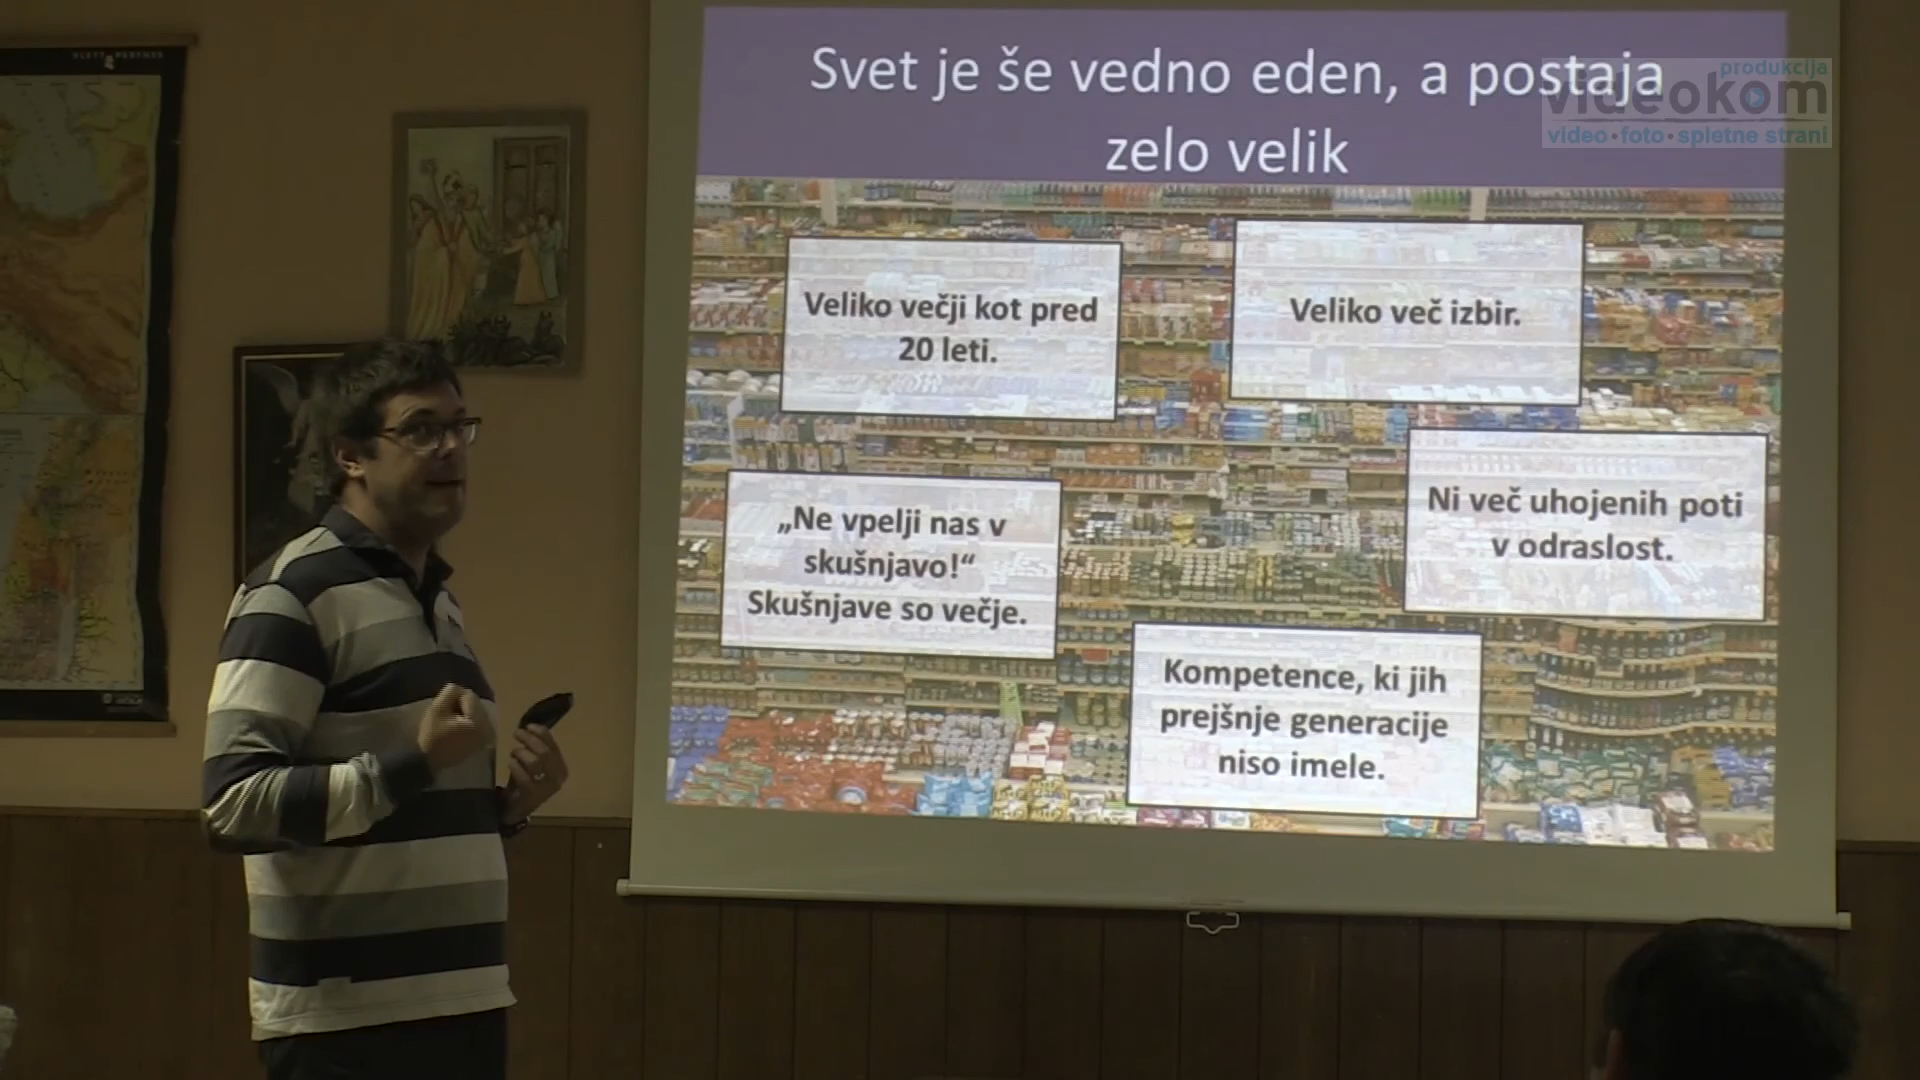 Svet je še vedno eden, a postaja
zelo velik
produkcija
videokom
video•foto•spletne strani
Veliko večji kot pred
20 leti.
Veliko več izbir.
„Ne vpelji nas v
skušnjavo!“
Skušnjave so večje.
Ni več uhojenih poti
v odraslost.
Kompetence, ki jih
prejšnje generacije
niso imele.